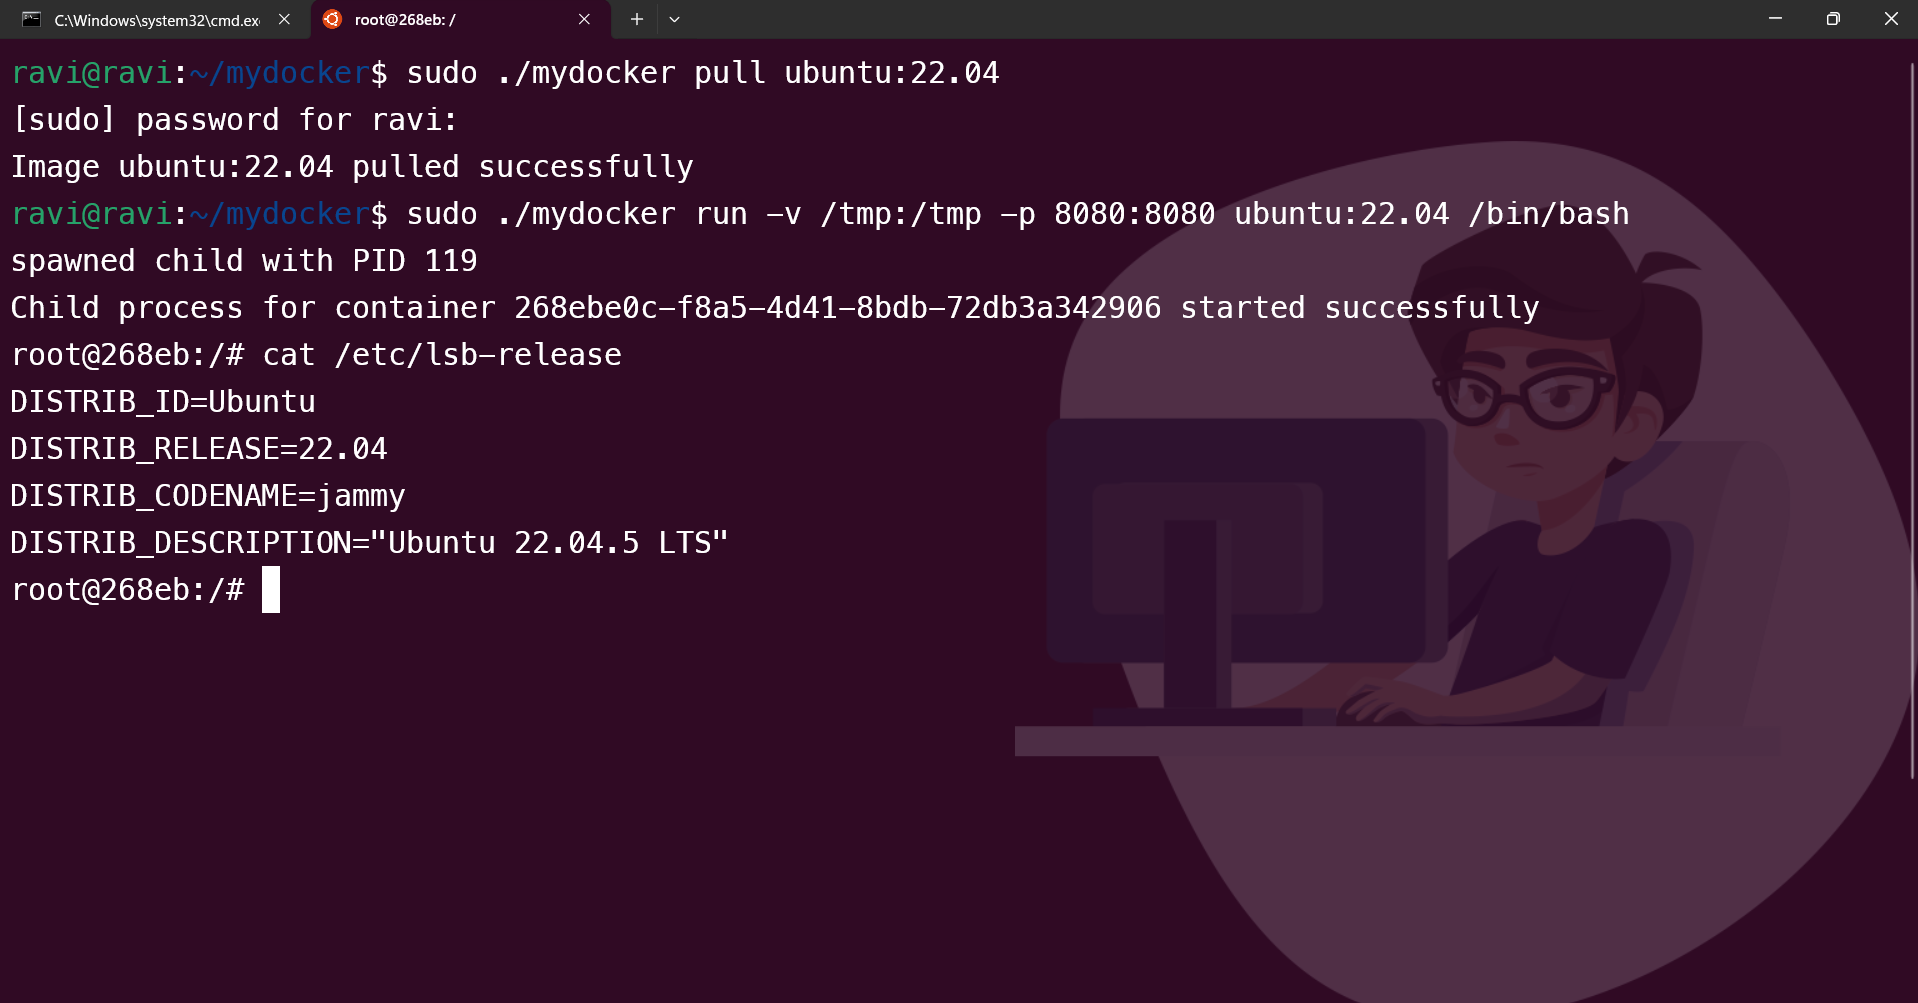 C:\Windows\system32\cmd.ex
root@268eb: /
ravi@ravi:~/mydocker$ sudo ./mydocker pull ubuntu:22.04
[sudo] password for ravi:
Image ubuntu:22.04 pulled successfully
ravi@ravi:~/mydocker$ sudo ./mydocker run -v /tmp:/tmp -p 8080:8080 ubuntu:22.04 /bin/bash
spawned child with PID 119
Child process for container 268ebe0c-f8a5-4d41-8bdb-72db3a342906 started successfully
root@268eb:/# cat /etc/lsb-release
DISTRIB_ID=Ubuntu
DISTRIB_RELEASE=22.04
DISTRIB_CODENAME=jammy
DISTRIB_DESCRIPTION="Ubuntu 22.04.5 LTS"
root@268eb:/#